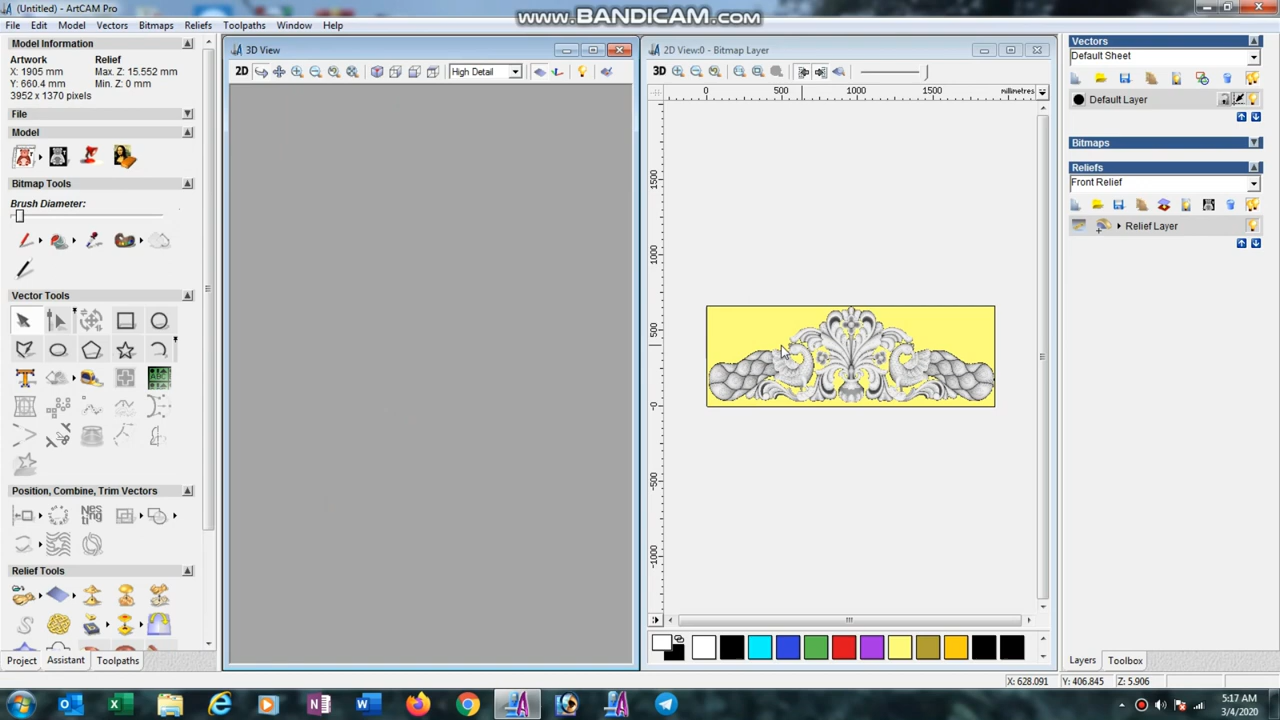 (Untitled) - ArtCAM Pro
www.BANDICAM.com
File Edit Model Vectors Bitmaps Reliefs Toolpaths Window Help
Model Information
Artwork Relief
X: 1905 mm Max. Z: 15.552 mm
Y: 660.4 mm Min. Z: 0 mm
3952 x 1370 pixels
File
Model
Bitmap Tools
Brush Diameter:
Vector Tools
ABC
Position, Combine, Trim Vectors
Nesting
Relief Tools
Project Assistant Toolpaths
3D View
2D High Detail
2D View:0 - Bitmap Layer
3D
0 500 1000 1500 millimetres
1500
1000
500
-0
-500
-1000
Vectors
Default Sheet
Default Layer
Bitmaps
Reliefs
Front Relief
Relief Layer
Layers Toolbox
X: 628.091 Y: 406.845 Z: 5.906
5:17 AM
3/4/2020